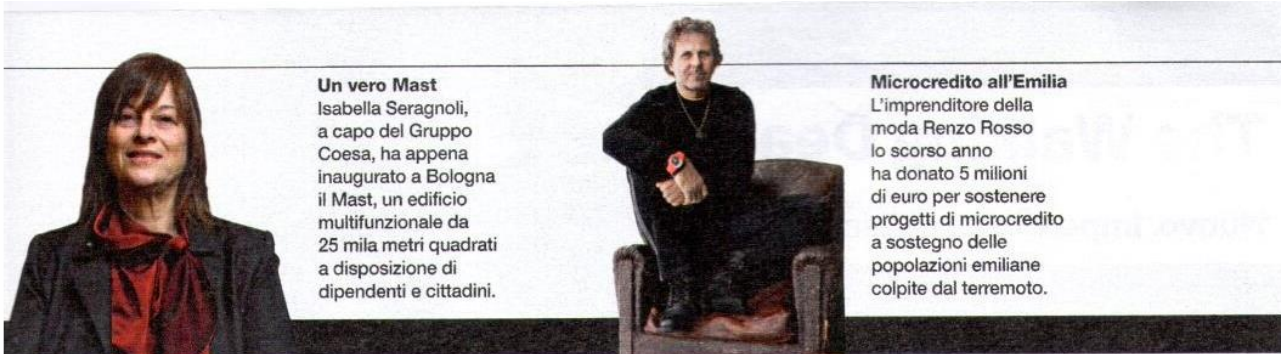 Un vero Mast
Isabella Seragnoli,
a capo del Gruppo
Coesa, ha appena
inaugurato a Bologna
il Mast, un edificio
multifunzionale da
25 mila metri quadrati
a disposizione di
dipendenti e cittadini.
Microcredito all'Emilia
L'imprenditore della
moda Renzo Rosso
lo scorso anno
ha donato 5 milioni
di euro per sostenere
progetti di microcredito
a sostegno delle
popolazioni emiliane
colpite dal terremoto.